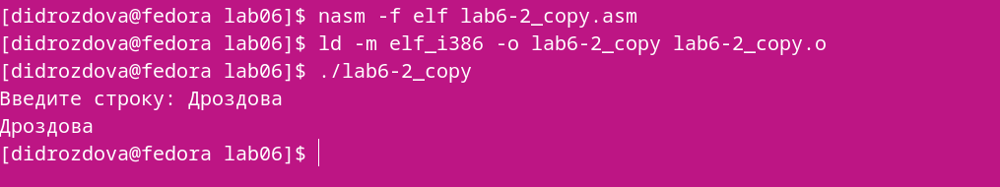 [didrozdova@fedora lab06]$ nasm -f elf lab6-2_copy.asm
[didrozdova@fedora lab06]$ ld -m elf_i386 -o lab6-2_copy lab6-2_copy.o
[didrozdova@fedora lab06]$ ./lab6-2_copy
Введите строку: Дроздова
Дроздова
[didrozdova@fedora lab06]$